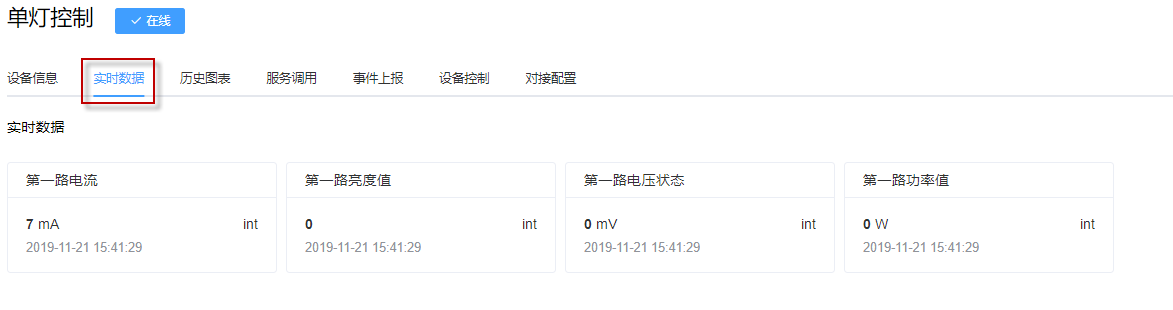 单灯控制 在线
设备信息 实时数据 历史图表 服务调用 事件上报 设备控制 对接配置
实时数据
第一路电流 第一路亮度值 第一路电压状态 第一路功率值
7 mA int 0 int 0 mV int 0 W int
2019-11-21 15:41:29 2019-11-21 15:41:29 2019-11-21 15:41:29 2019-11-21 15:41:29